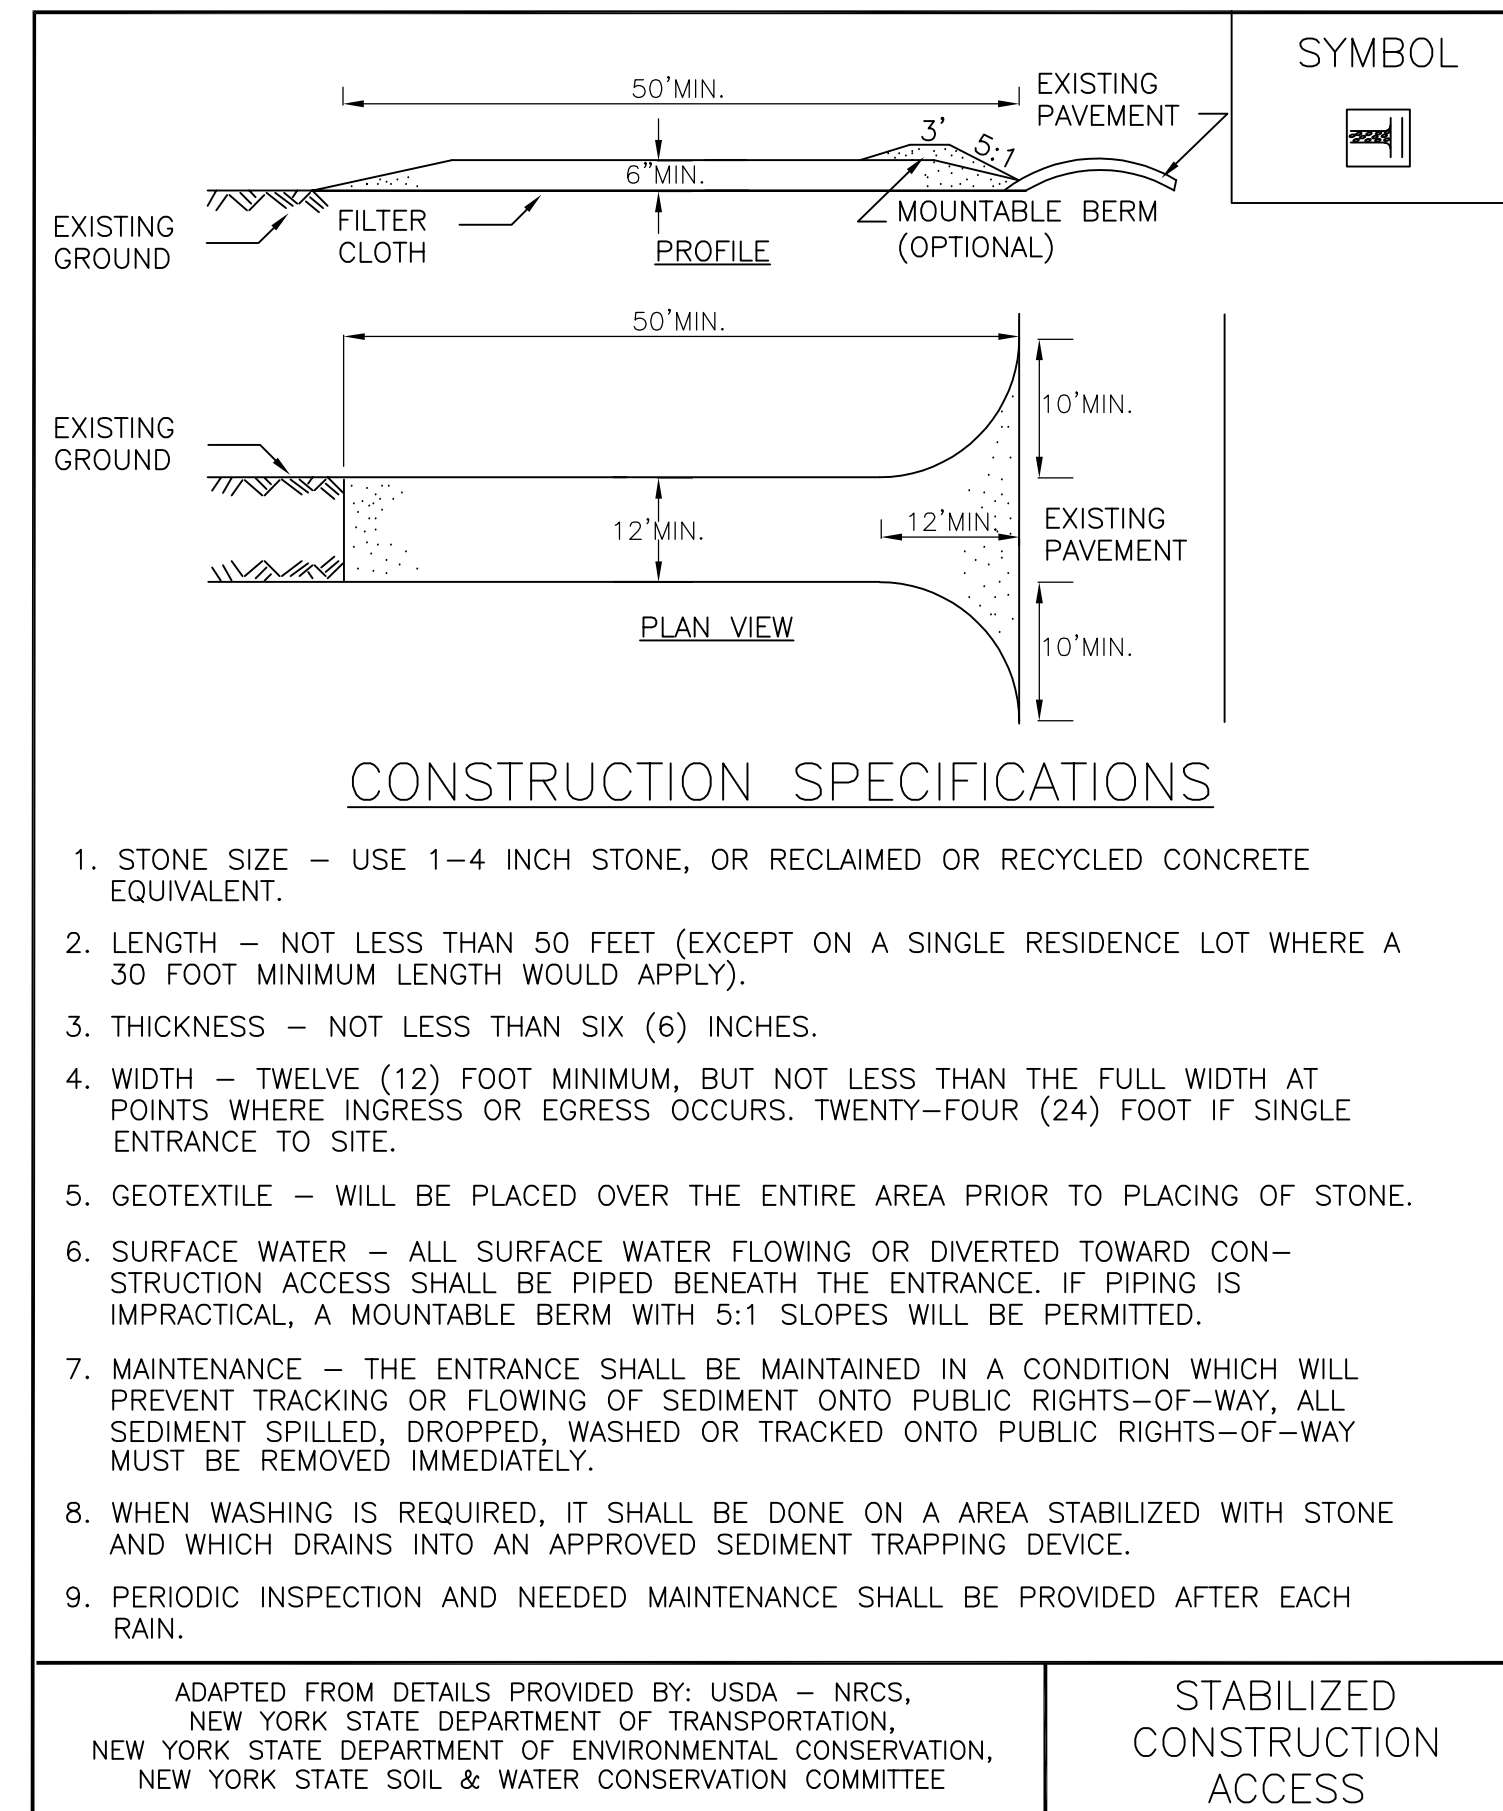 SYMBOL
50'MIN.
EXISTING
PAVEMENT
3'
5:1
6"MIN.
EXISTING
GROUND
FILTER
CLOTH
PROFILE
MOUNTABLE BERM
(OPTIONAL)
50'MIN.
10'MIN.
EXISTING
GROUND
12'MIN.
12'MIN.
EXISTING
PAVEMENT
10'MIN.
PLAN VIEW
CONSTRUCTION SPECIFICATIONS
1. STONE SIZE – USE 1–4 INCH STONE, OR RECLAIMED OR RECYCLED CONCRETE
EQUIVALENT.
2. LENGTH – NOT LESS THAN 50 FEET (EXCEPT ON A SINGLE RESIDENCE LOT WHERE A
30 FOOT MINIMUM LENGTH WOULD APPLY).
3. THICKNESS – NOT LESS THAN SIX (6) INCHES.
4. WIDTH – TWELVE (12) FOOT MINIMUM, BUT NOT LESS THAN THE FULL WIDTH AT
POINTS WHERE INGRESS OR EGRESS OCCURS. TWENTY–FOUR (24) FOOT IF SINGLE
ENTRANCE TO SITE.
5. GEOTEXTILE – WILL BE PLACED OVER THE ENTIRE AREA PRIOR TO PLACING OF STONE.
6. SURFACE WATER – ALL SURFACE WATER FLOWING OR DIVERTED TOWARD CON–
STRUCTION ACCESS SHALL BE PIPED BENEATH THE ENTRANCE. IF PIPING IS
IMPRACTICAL, A MOUNTABLE BERM WITH 5:1 SLOPES WILL BE PERMITTED.
7. MAINTENANCE – THE ENTRANCE SHALL BE MAINTAINED IN A CONDITION WHICH WILL
PREVENT TRACKING OR FLOWING OF SEDIMENT ONTO PUBLIC RIGHTS–OF–WAY, ALL
SEDIMENT SPILLED, DROPPED, WASHED OR TRACKED ONTO PUBLIC RIGHTS–OF–WAY
MUST BE REMOVED IMMEDIATELY.
8. WHEN WASHING IS REQUIRED, IT SHALL BE DONE ON A AREA STABILIZED WITH STONE
AND WHICH DRAINS INTO AN APPROVED SEDIMENT TRAPPING DEVICE.
9. PERIODIC INSPECTION AND NEEDED MAINTENANCE SHALL BE PROVIDED AFTER EACH
RAIN.
ADAPTED FROM DETAILS PROVIDED BY: USDA – NRCS,
NEW YORK STATE DEPARTMENT OF TRANSPORTATION,
NEW YORK STATE DEPARTMENT OF ENVIRONMENTAL CONSERVATION,
NEW YORK STATE SOIL & WATER CONSERVATION COMMITTEE
STABILIZED
CONSTRUCTION
ACCESS